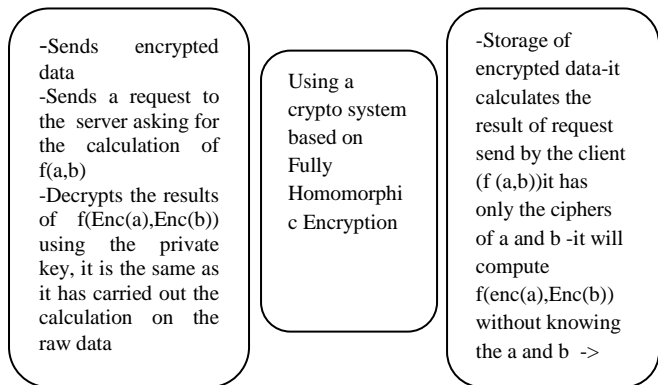 -Sends encrypted
data
-Sends a request to
the server asking for
the calculation of
f(a,b)
-Decrypts the results
of f(Enc(a),Enc(b))
using the private
key, it is the same as
it has carried out the
calculation on the
raw data
Using a
crypto system
based on
Fully
Homomorphi
c Encryption
-Storage of
encrypted data-it
calculates the
result of request
send by the client
(f (a,b))it has
only the ciphers
of a and b -it will
compute
f(enc(a),Enc(b))
without knowing
the a and b ->